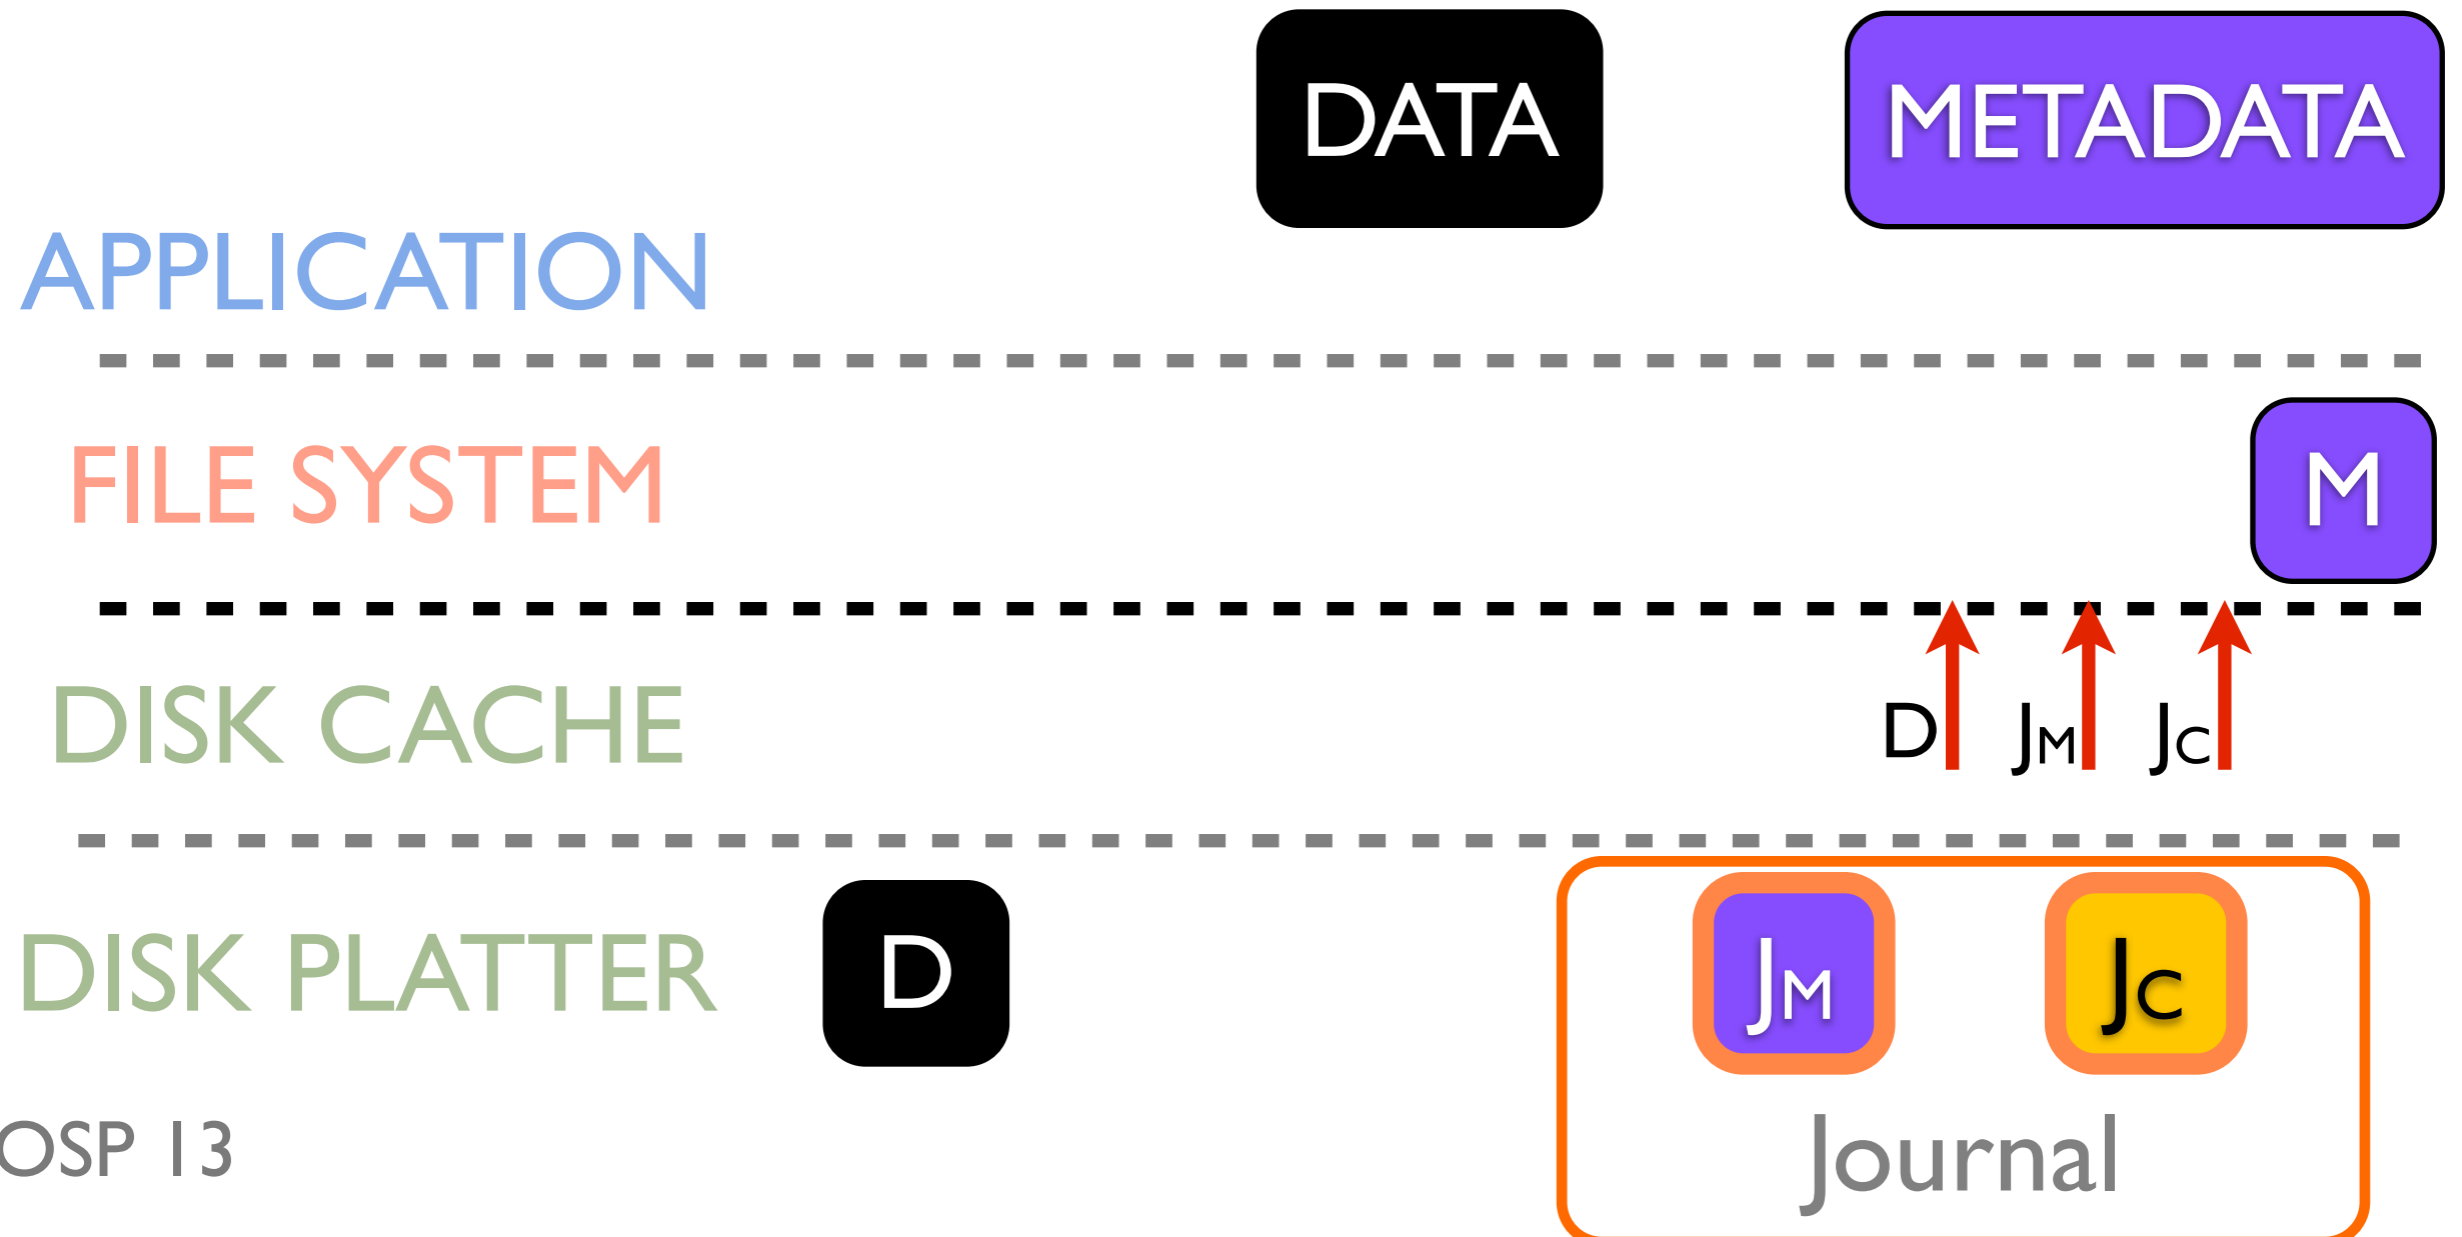 DATA METADATA
APPLICATION
FILE SYSTEM M
DISK CACHE D JM JC
DISK PLATTER D JM JC
Journal
OSP 13